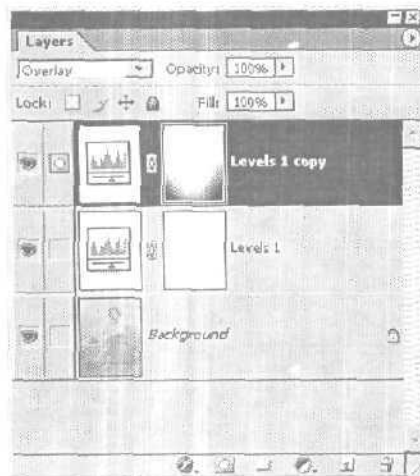 Layers
Overlay Opacity: 100%
Lock: Fill: 100%
Levels 1 copy
Levels 1
Background